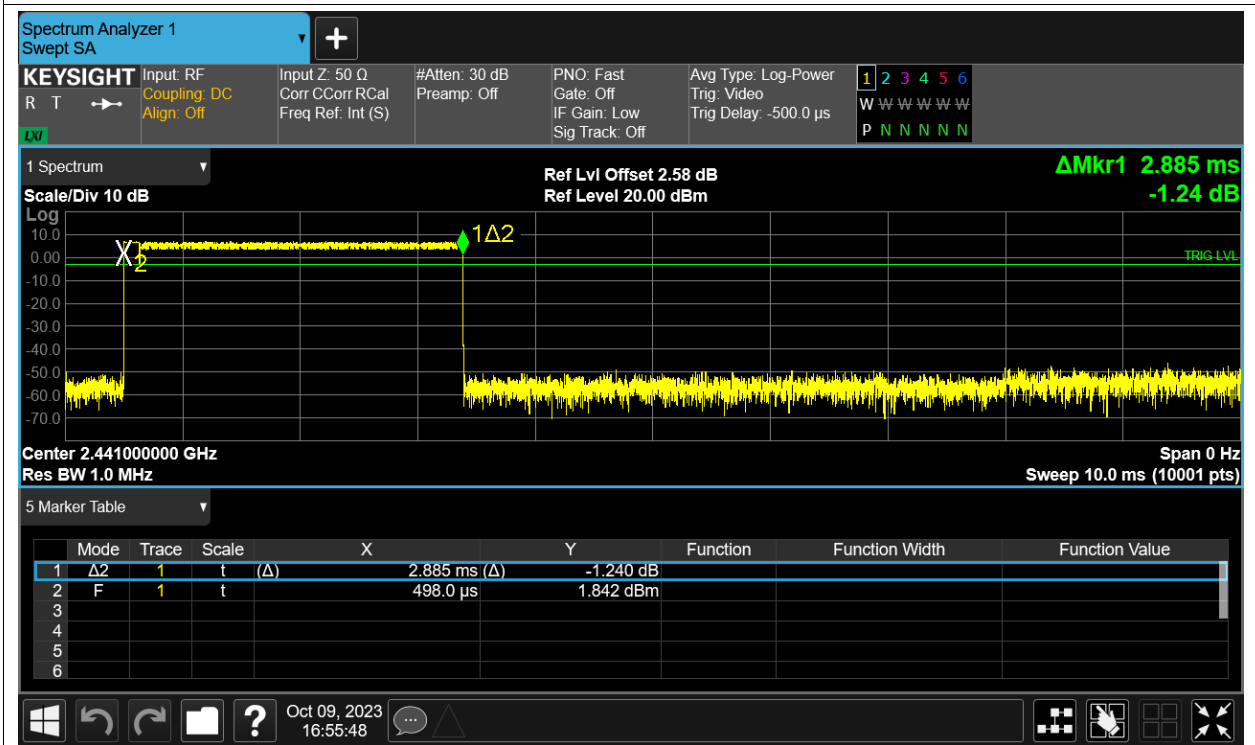 Spectrum Analyzer 1
Swept SA
KEYSIGHT
R T
LXI
Input: RF
Coupling: DC
Align: Off
Input Z: 50 Ω
Corr CCorr RCal
Freq Ref: Int (S)
#Atten: 30 dB
Preamp: Off
PNO: Fast
Gate: Off
IF Gain: Low
Sig Track: Off
Avg Type: Log-Power
Trig: Video
Trig Delay: -500.0 µs
1 2 3 4 5 6
W W W W W W
P N N N N N
1 Spectrum
Scale/Div 10 dB
Ref Lvl Offset 2.58 dB
Ref Level 20.00 dBm
ΔMkr1 2.885 ms
-1.24 dB
Log
10.0
0.00
-10.0
-20.0
-30.0
-40.0
-50.0
-60.0
-70.0
X2
1Δ2
TRIG LVL
Center 2.441000000 GHz
Span 0 Hz
Res BW 1.0 MHz
Sweep 10.0 ms (10001 pts)
5 Marker Table
Mode Trace Scale X Y Function Function Width Function Value
1 Δ2 1 t (Δ) 2.885 ms (Δ) -1.240 dB
2 F 1 t 498.0 µs 1.842 dBm
3
4
5
6
?
Oct 09, 2023
16:55:48